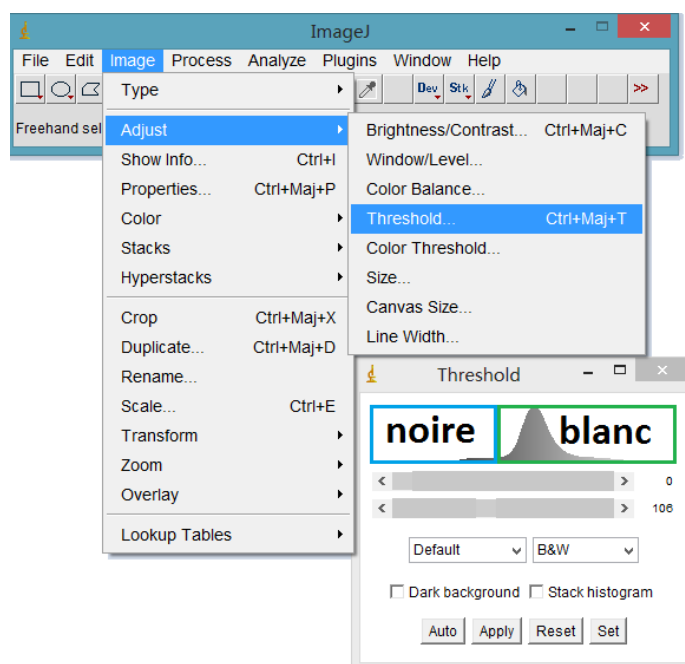 ImageJ
File Edit Image Process Analyze Plugins Window Help
Dev Stk >>
Freehand sel
Type
Adjust
Show Info... Ctrl+I
Properties... Ctrl+Maj+P
Color
Stacks
Hyperstacks
Crop Ctrl+Maj+X
Duplicate... Ctrl+Maj+D
Rename...
Scale... Ctrl+E
Transform
Zoom
Overlay
Lookup Tables
Brightness/Contrast... Ctrl+Maj+C
Window/Level...
Color Balance...
Threshold... Ctrl+Maj+T
Color Threshold...
Size...
Canvas Size...
Line Width...
Threshold
noire blanc
0
106
Default B&W
Dark background Stack histogram
Auto Apply Reset Set